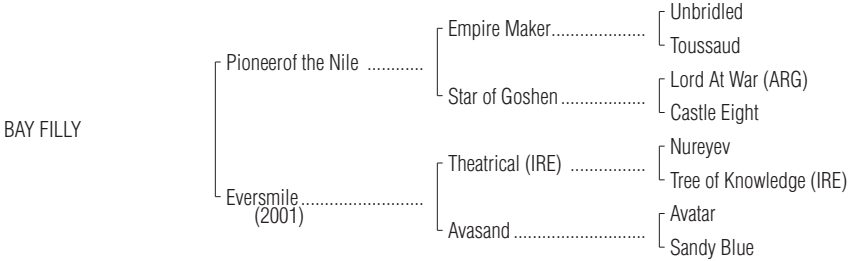 Unbridled
Empire Maker....................
Toussaud
Pioneerof the Nile ............
Lord At War (ARG)
Star of Goshen..................
Castle Eight
BAY FILLY
Nureyev
Theatrical (IRE) ................
Tree of Knowledge (IRE)
Eversmile..........................
(2001)
Avatar
Avasand............................
Sandy Blue